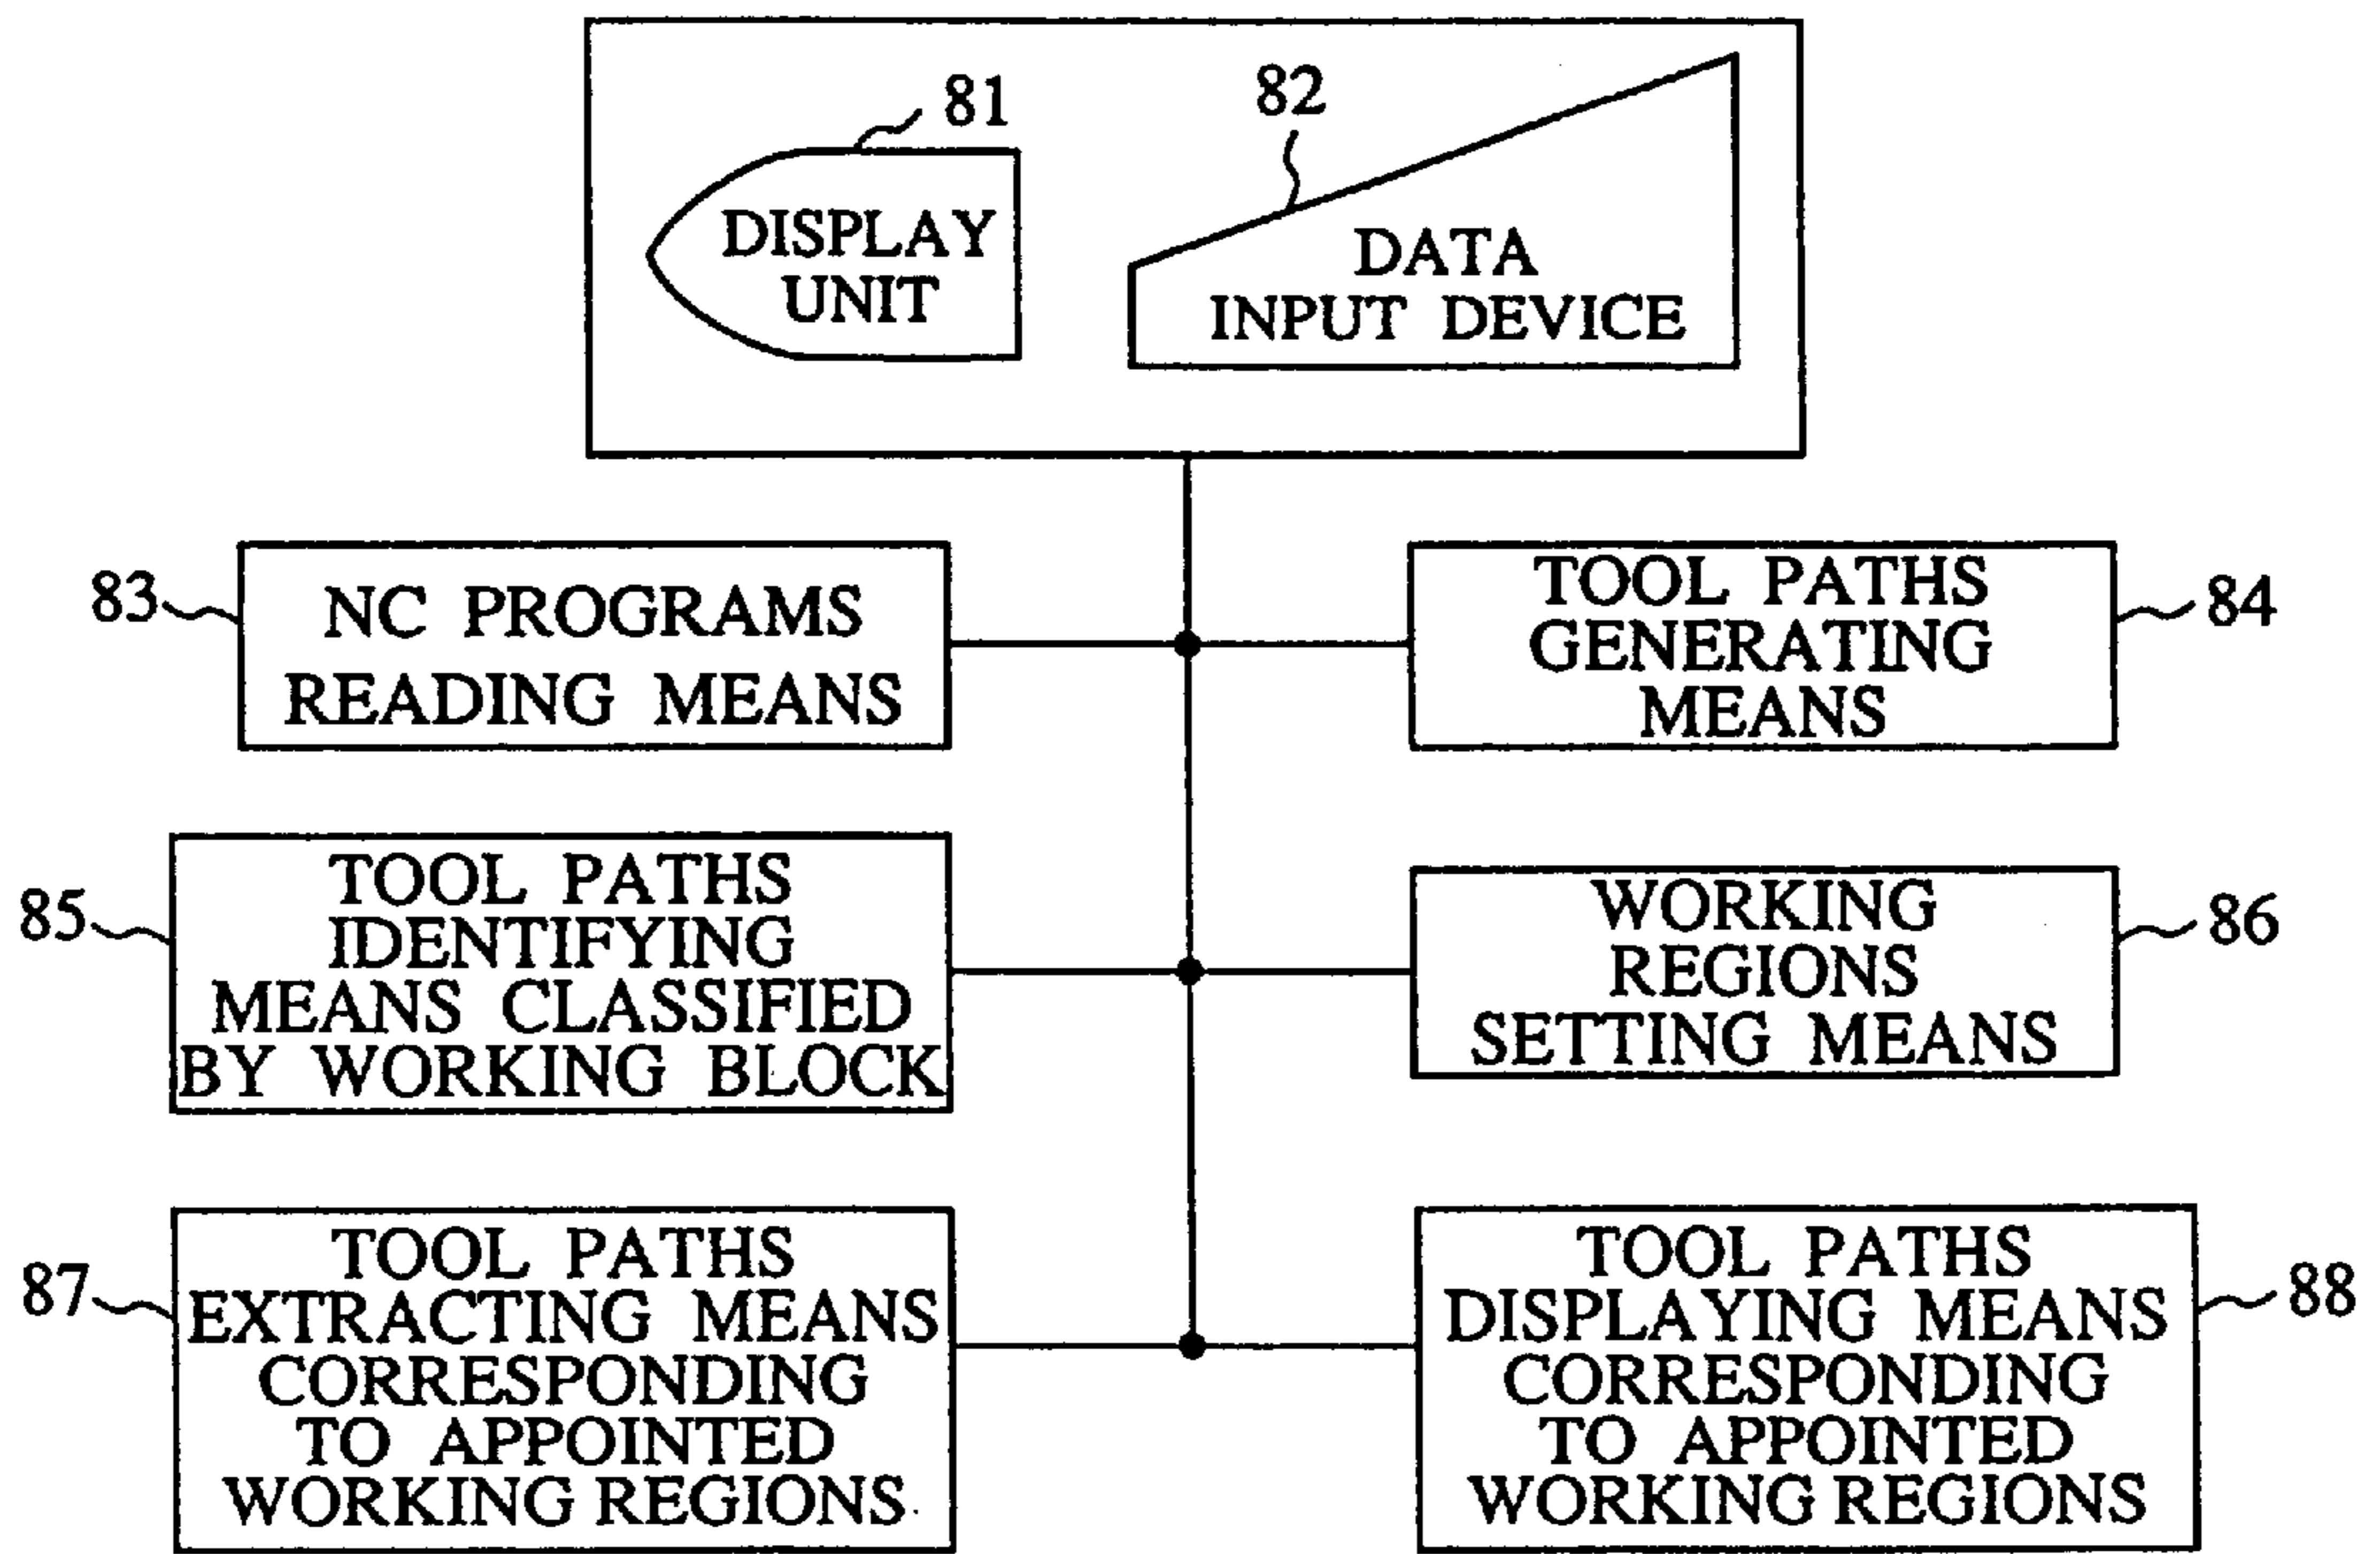 81
DISPLAY
UNIT
82
DATA
INPUT DEVICE
83
NC PROGRAMS
READING MEANS
TOOL PATHS
GENERATING
MEANS
84
85
TOOL PATHS
IDENTIFYING
MEANS CLASSIFIED
BY WORKING BLOCK
WORKING
REGIONS
SETTING MEANS
86
87
TOOL PATHS
EXTRACTING MEANS
CORRESPONDING
TO APPOINTED
WORKING REGIONS
TOOL PATHS
DISPLAYING MEANS
CORRESPONDING
TO APPOINTED
WORKING REGIONS
88